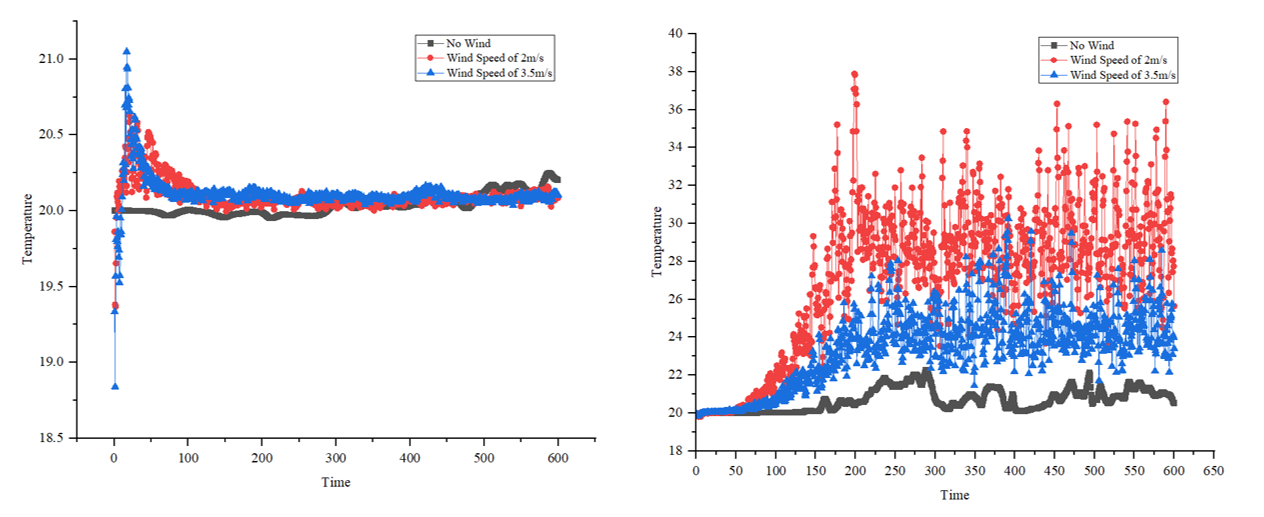 No Wind
Wind Speed of 2m/s
Wind Speed of 3.5m/s
21.0
20.5
20.0
19.5
19.0
18.5
Temperature
0 100 200 300 400 500 600
Time
No Wind
Wind Speed of 2m/s
Wind Speed of 3.5m/s
40
38
36
34
32
30
28
26
24
22
20
18
Temperature
0 50 100 150 200 250 300 350 400 450 500 550 600 650
Time